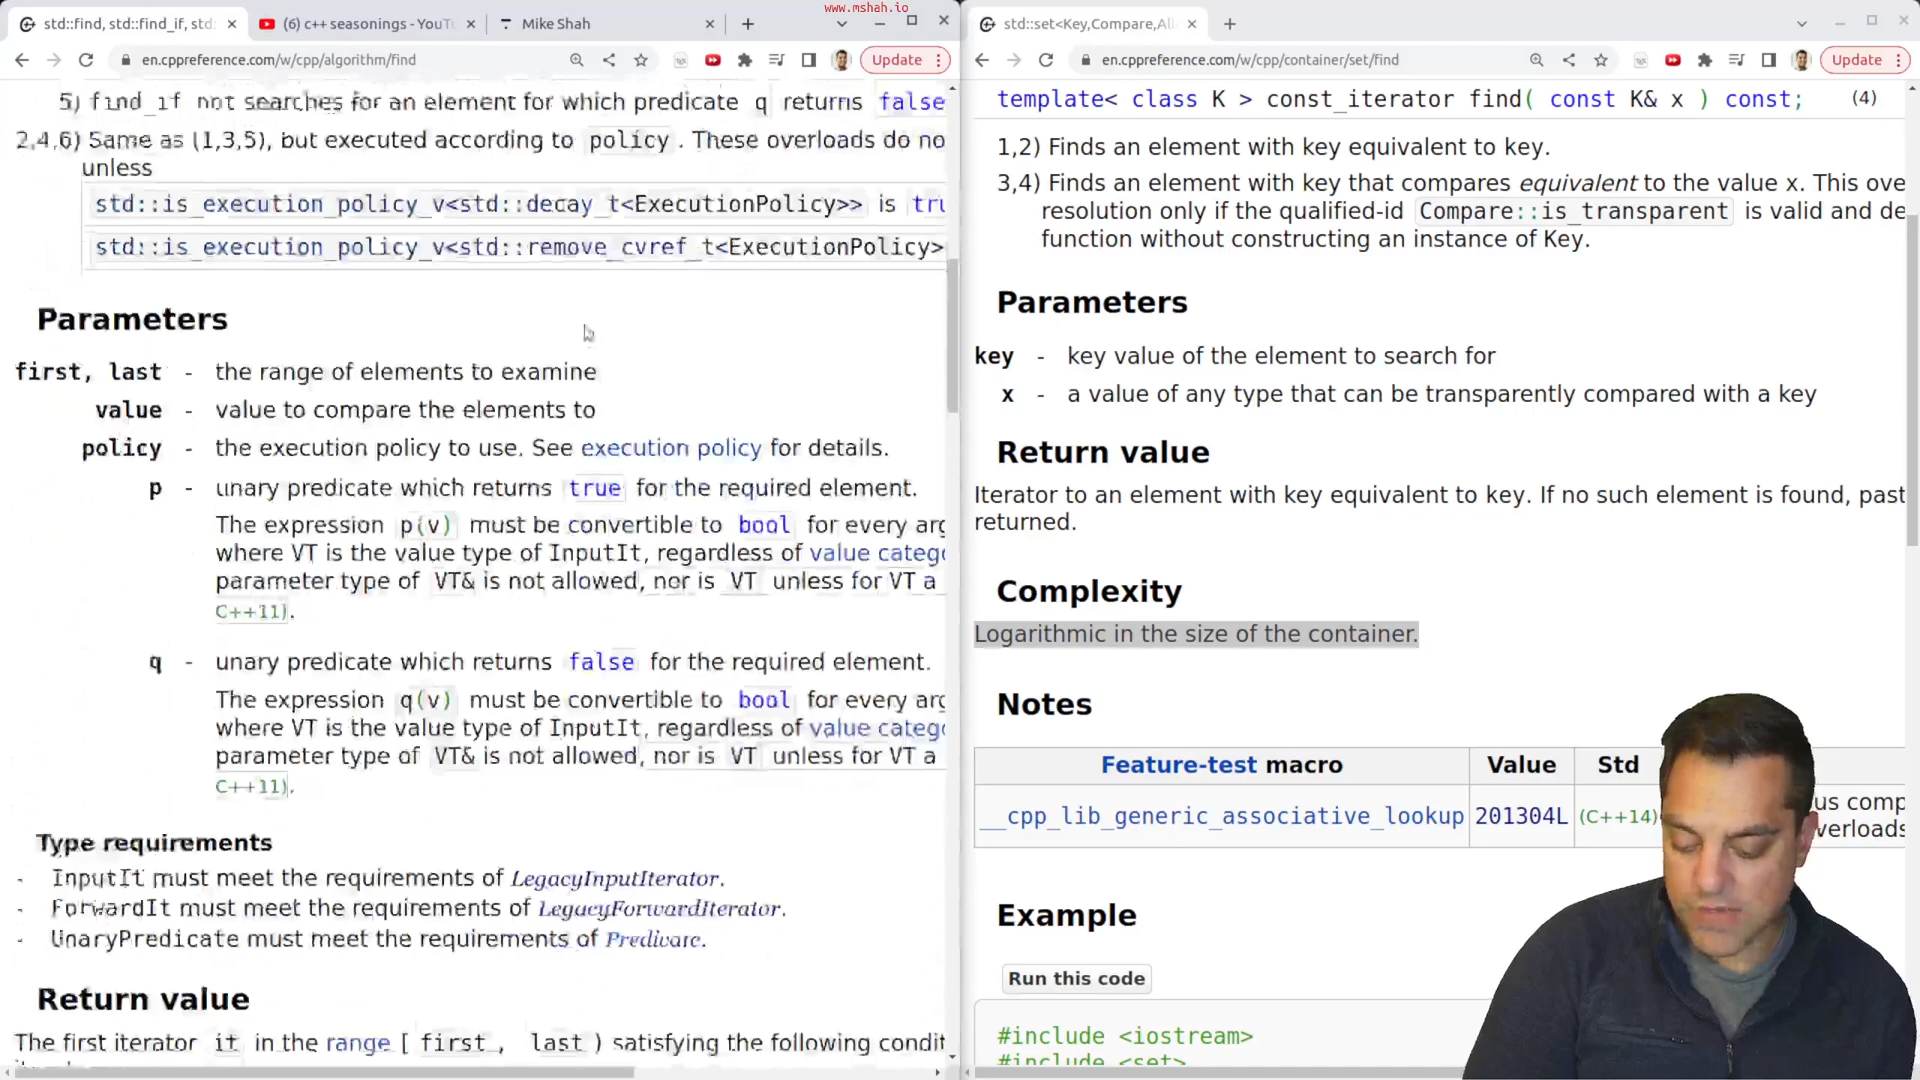 www.mshah.io
std::find, std::find_if, std:
(6) c++ seasonings - YouTu
Mike Shah
en.cppreference.com/w/cpp/algorithm/find
Update
5) find_if not searches for an element for which predicate q returns false
2,4,6) Same as (1,3,5), but executed according to policy . These overloads do no
unless
std::is_execution_policy_v<std::decay_t<ExecutionPolicy>> is tru
std::is_execution_policy_v<std::remove_cvref_t<ExecutionPolicy>
Parameters
first, last - the range of elements to examine
value - value to compare the elements to
policy - the execution policy to use. See execution policy for details.
p - unary predicate which returns true for the required element.
The expression p(v) must be convertible to bool for every arg
where VT is the value type of InputIt, regardless of value catego
parameter type of VT& is not allowed, nor is VT unless for VT a
C++11).
q - unary predicate which returns false for the required element.
The expression q(v) must be convertible to bool for every arg
where VT is the value type of InputIt, regardless of value catego
parameter type of VT& is not allowed, nor is VT unless for VT a
C++11).
Type requirements
- InputIt must meet the requirements of LegacyInputIterator.
- ForwardIt must meet the requirements of LegacyForwardIterator.
- UnaryPredicate must meet the requirements of Predicate.
Return value
The first iterator it in the range [ first , last ) satisfying the following condit
std::set<Key,Compare,All
en.cppreference.com/w/cpp/container/set/find
Update
template< class K > const_iterator find( const K& x ) const; (4)
1,2) Finds an element with key equivalent to key.
3,4) Finds an element with key that compares equivalent to the value x. This ove
resolution only if the qualified-id Compare::is_transparent is valid and de
function without constructing an instance of Key.
Parameters
key - key value of the element to search for
x - a value of any type that can be transparently compared with a key
Return value
Iterator to an element with key equivalent to key. If no such element is found, past
returned.
Complexity
Logarithmic in the size of the container.
Notes
Feature-test macro Value Std
__cpp_lib_generic_associative_lookup 201304L (C++14) us comp
verloads
Example
Run this code
#include <iostream>
#include <set>